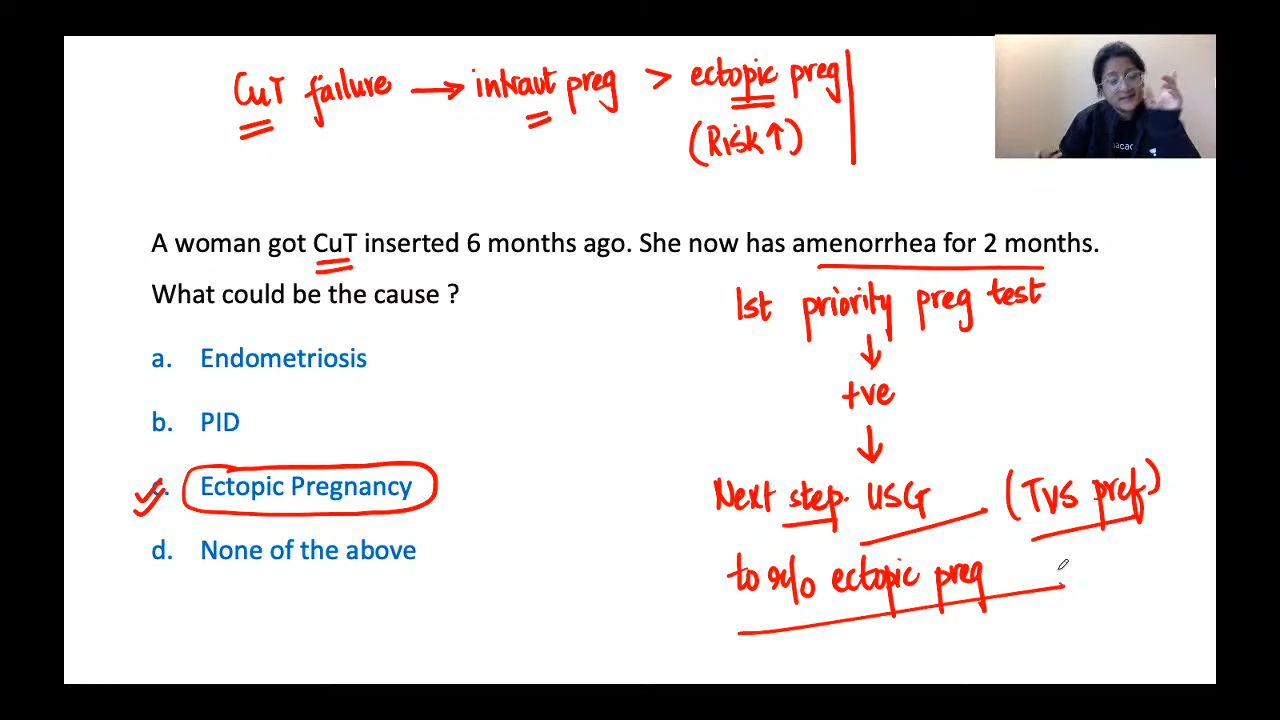 CuT failure → intraut preg > ectopic preg
(Risk ↑)
A woman got CuT inserted 6 months ago. She now has amenorrhea for 2 months.
What could be the cause ?
1st priority preg test
↓
+ve
↓
a. Endometriosis
b. PID
c. Ectopic Pregnancy
d. None of the above
Next step. USG (TVS pref)
to r/o ectopic preg
acac